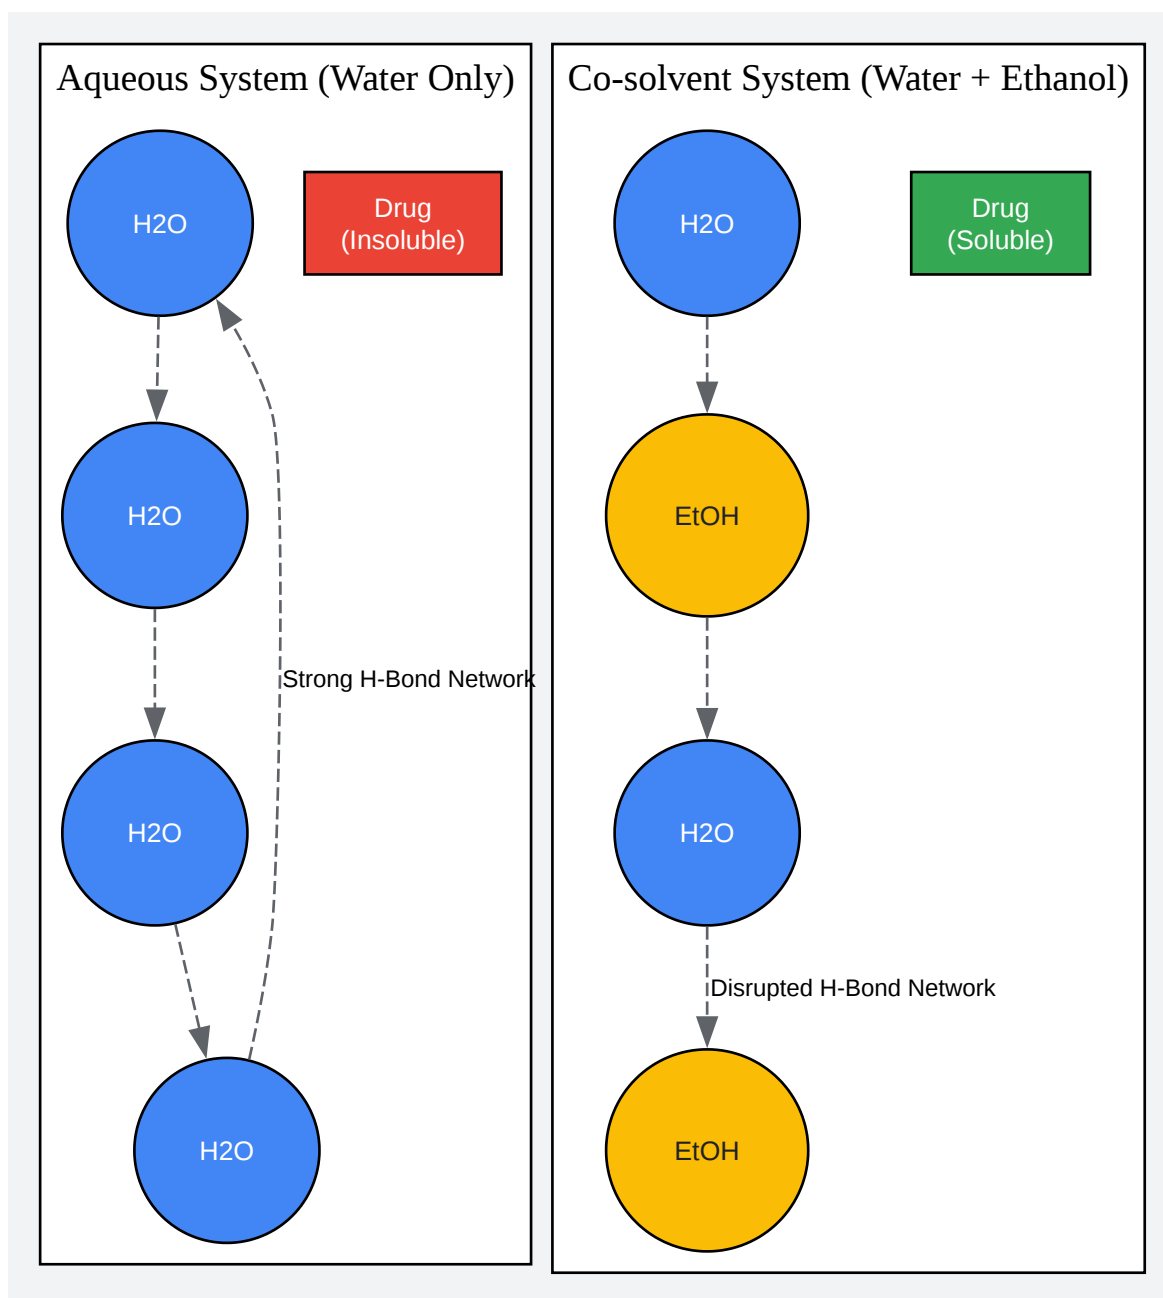 Aqueous System (Water Only)
H2O
Drug
(Insoluble)
H2O
Strong H-Bond Network
H2O
H2O
Co-solvent System (Water + Ethanol)
H2O
Drug
(Soluble)
EtOH
H2O
Disrupted H-Bond Network
EtOH